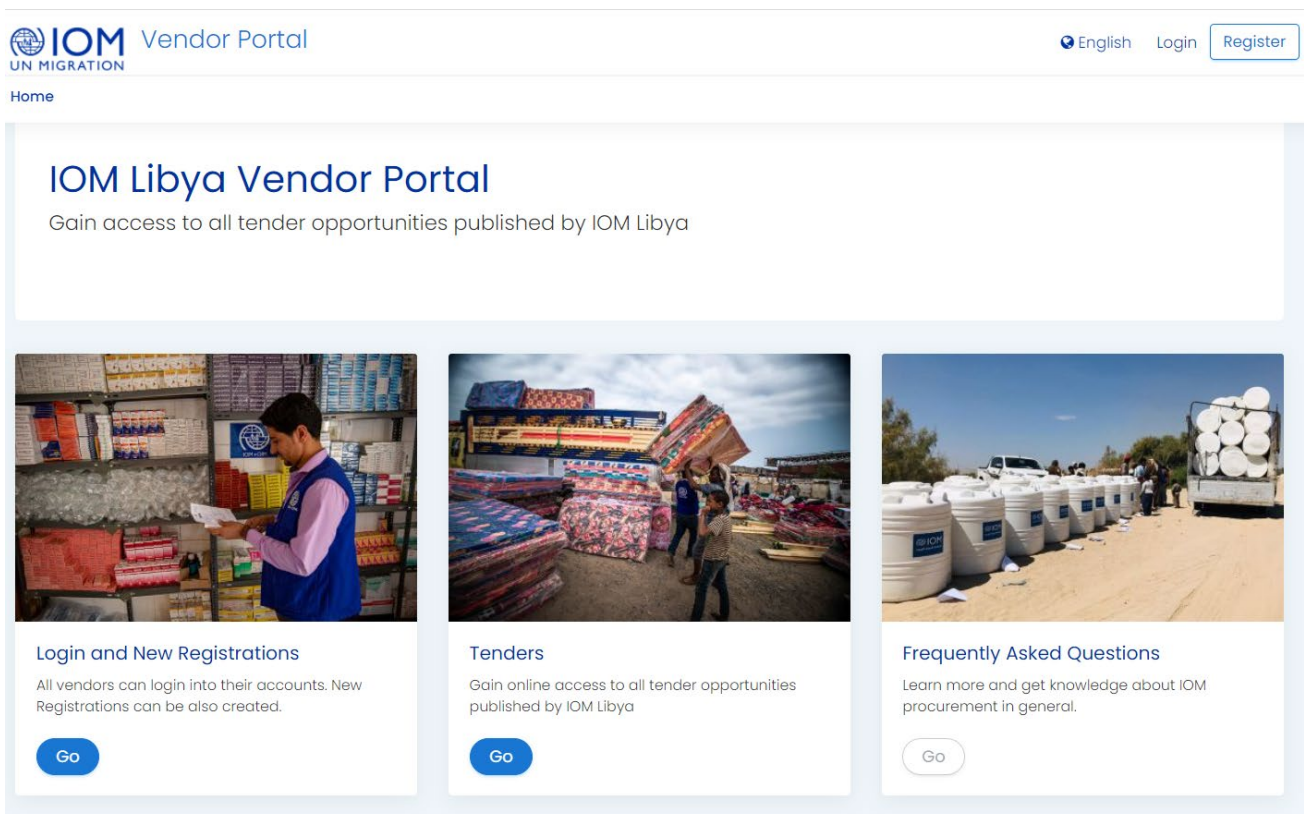 IOM
UN MIGRATION
Vendor Portal
English Login Register
Home
IOM Libya Vendor Portal
Gain access to all tender opportunities published by IOM Libya
IOM
Login and New Registrations
All vendors can login into their accounts. New
Registrations can be also created.
Go
Tenders
Gain online access to all tender opportunities
published by IOM Libya
Go
Frequently Asked Questions
Learn more and get knowledge about IOM
procurement in general.
Go